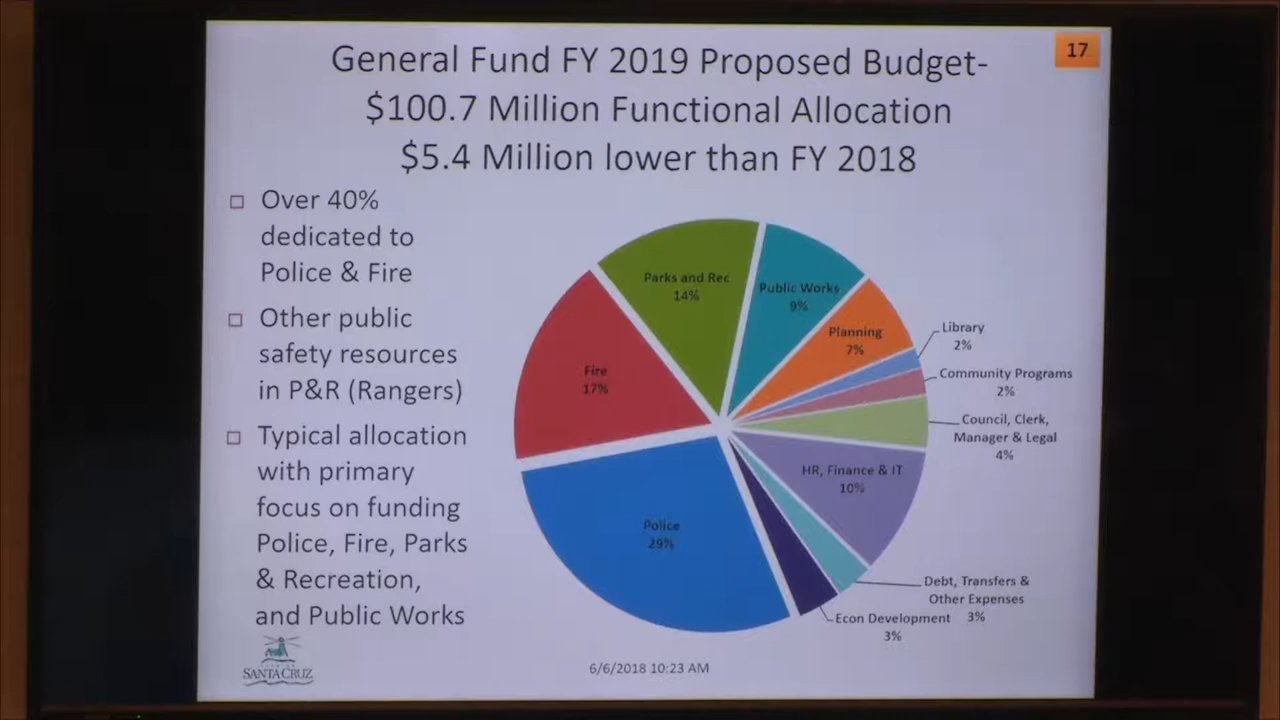 17
General Fund FY 2019 Proposed Budget-
$100.7 Million Functional Allocation
$5.4 Million lower than FY 2018
Over 40%
dedicated to
Police & Fire
Other public
safety resources
in P&R (Rangers)
Typical allocation
with primary
focus on funding
Police, Fire, Parks
& Recreation,
and Public Works
Parks and Rec
14%
Public Works
9%
Planning
7%
Library
2%
Community Programs
2%
Council, Clerk,
Manager & Legal
4%
HR, Finance & IT
10%
Debt, Transfers &
Other Expenses
3%
Econ Development
3%
Police
29%
Fire
17%
SANTA CRUZ
6/6/2018 10:23 AM